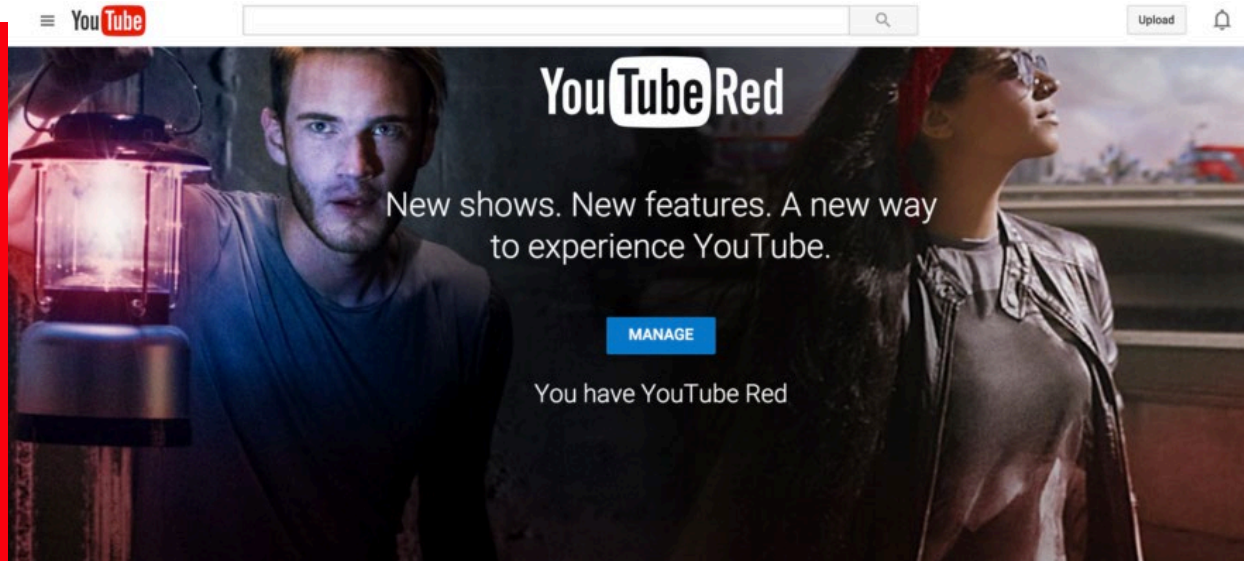 YouTube
Upload
YouTube Red
New shows. New features. A new way
to experience YouTube.
MANAGE
You have YouTube Red